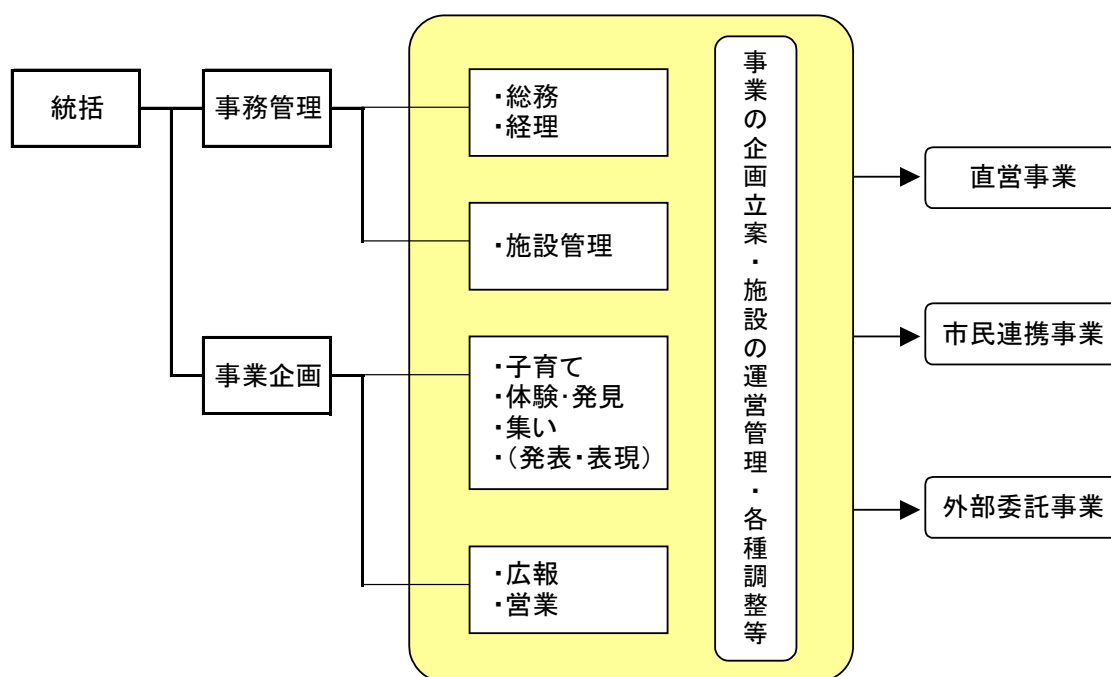 統括
事務管理
・総務
・経理
・施設管理
事業企画
・子育て
・体験・発見
・集い
・（発表・表現）
・広報
・営業
事業の企画立案・施設の運営管理・各種調整等
直営事業
市民連携事業
外部委託事業